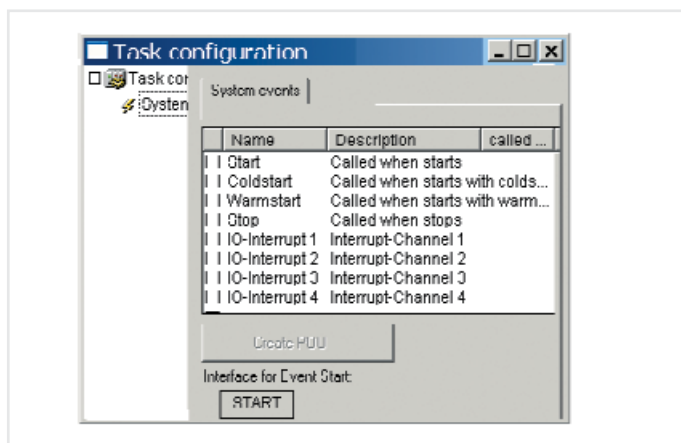 Task configuration
Task cor
System events
Name Description called ...
Start Called when starts
Coldstart Called when starts with colds...
Warmstart Called when starts with warm...
Stop Called when stops
IO-Interrupt 1 Interrupt-Channel 1
IO-Interrupt 2 Interrupt-Channel 2
IO-Interrupt 3 Interrupt-Channel 3
IO-Interrupt 4 Interrupt-Channel 4
Create
Interface for Event Start:
START